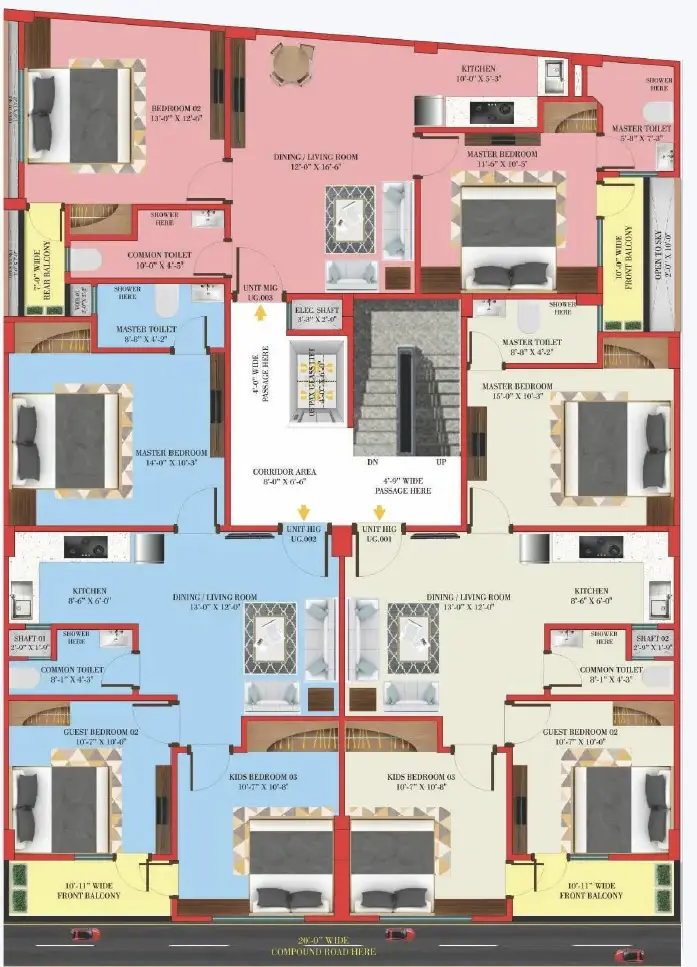 BEDROOM 02
13'-0" X 12'-6"
KITCHEN
10'-0" X 5'-3"
SHOWER
HERE
MASTER TOILET
5'-8" X 7'-3"
DINING / LIVING ROOM
12'-0" X 16'-6"
MASTER BEDROOM
11'-6" X 10'-3"
SHOWER
HERE
COMMON TOILET
10'-0" X 4'-5"
7'-0" WIDE
REAR BALCONY
10'-0" WIDE
FRONT BALCONY
OPEN TO SKY
2'-0" X 10'-0"
UNIT MIG
UG.003
SHOWER
HERE
MASTER TOILET
8'-8" X 4'-2"
ELEC. SHAFT
3'-3" X 2'-0"
SHOWER
HERE
MASTER TOILET
8'-8" X 4'-2"
4'-0" WIDE
PASSAGE HERE
MASTER BEDROOM
15'-0" X 10'-3"
MASTER BEDROOM
14'-0" X 10'-3"
DN
UP
CORRIDOR AREA
8'-0" X 6'-6"
4'-9" WIDE
PASSAGE HERE
UNIT HIG
UG.002
UNIT HIG
UG.001
KITCHEN
8'-6" X 6'-0"
DINING / LIVING ROOM
13'-0" X 12'-0"
DINING / LIVING ROOM
13'-0" X 12'-0"
KITCHEN
8'-6" X 6'-0"
SHAFT 01
2'-9" X 1'-9"
SHOWER
HERE
COMMON TOILET
8'-1" X 4'-3"
SHOWER
HERE
SHAFT 02
2'-9" X 1'-9"
COMMON TOILET
8'-1" X 4'-3"
GUEST BEDROOM 02
10'-7" X 10'-0"
GUEST BEDROOM 02
10'-7" X 10'-0"
KIDS BEDROOM 03
10'-7" X 10'-8"
KIDS BEDROOM 03
10'-7" X 10'-8"
10'-11" WIDE
FRONT BALCONY
10'-11" WIDE
FRONT BALCONY
20'-0" WIDE
COMPOUND ROAD HERE